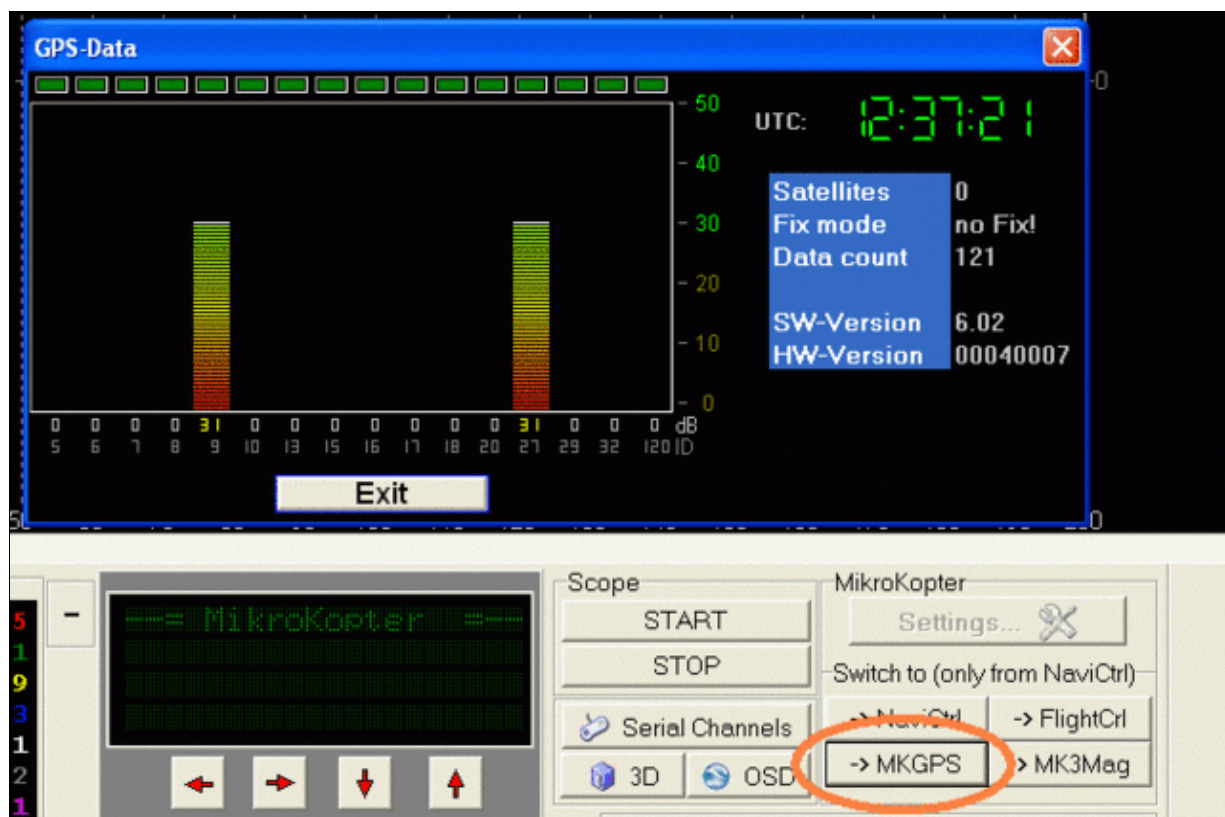 GPS-Data
50
40
30
20
10
0
0 0 0 0 31 0 0 0 0 0 0 0 31 0 0 0 dB
5 6 7 8 9 10 13 15 16 17 18 20 27 29 32 120 ID
UTC: 12:37:21
Satellites 0
Fix mode no Fix!
Data count 121
SW-Version 6.02
HW-Version 00040007
Exit
-0
5
1
9
3
1
2
1
-
--= MikroKopter =--
Scope
START
STOP
Serial Channels
3D OSD
MikroKopter
Settings...
Switch to (only from NaviCtrl)
-> NaviCtrl -> FlightCrl
-> MKGPS > MK3Mag